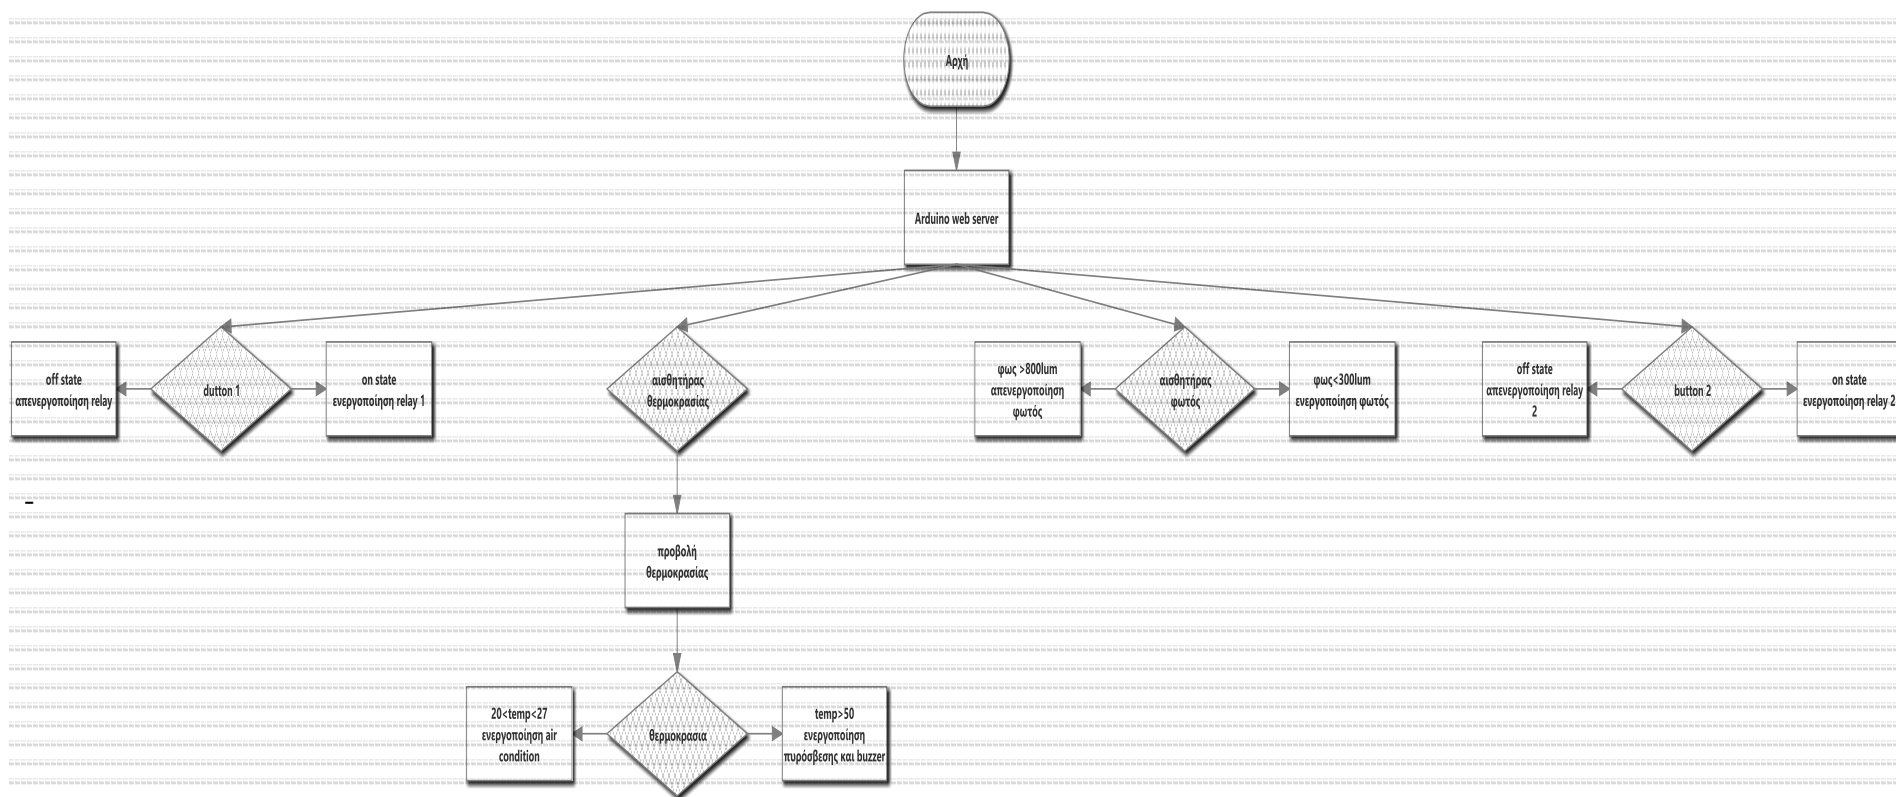 Αρχή
Arduino web server
off state
απενεργοποίηση relay
dutton 1
on state
ενεργοποίηση relay 1
αισθητήρας
θερμοκρασίας
φως >800lum
απενεργοποίηση
φωτός
αισθητήρας
φωτός
φως<300lum
ενεργοποίηση φωτός
off state
απενεργοποίηση relay
2
button 2
on state
ενεργοποίηση relay 2
–
προβολή
θερμοκρασίας
20<temp<27
ενεργοποίηση air
condition
θερμοκρασια
temp>50
ενεργοποίηση
πυρόσβεσης και buzzer